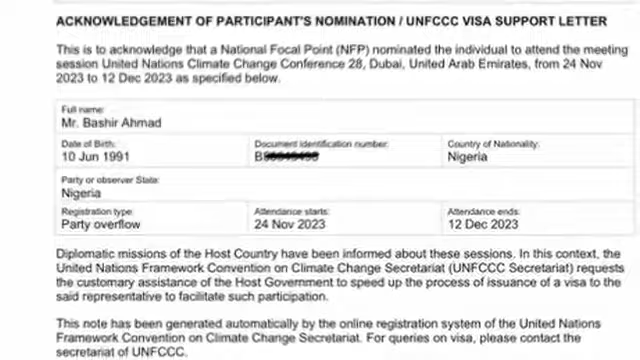 ACKNOWLEDGEMENT OF PARTICIPANT'S NOMINATION / UNFCCC VISA SUPPORT LETTER
This is to acknowledge that a National Focal Point (NFP) nominated the individual to attend the meeting
session United Nations Climate Change Conference 28, Dubai, United Arab Emirates, from 24 Nov
2023 to 12 Dec 2023 as specified below.
Full name:
Mr. Bashir Ahmad
Date of Birth: Document identification number: Country of Nationality:
10 Jun 1991 B Nigeria
Party or observer State:
Nigeria
Registration type: Attendance starts: Attendance ends:
Party overflow 24 Nov 2023 12 Dec 2023
Diplomatic missions of the Host Country have been informed about these sessions. In this context, the
United Nations Framework Convention on Climate Change Secretariat (UNFCCC Secretariat) requests
the customary assistance of the Host Government to speed up the process of issuance of a visa to the
said representative to facilitate such participation.
This note has been generated automatically by the online registration system of the United Nations
Framework Convention on Climate Change Secretariat. For queries on visa, please contact the
secretariat of UNFCCC.